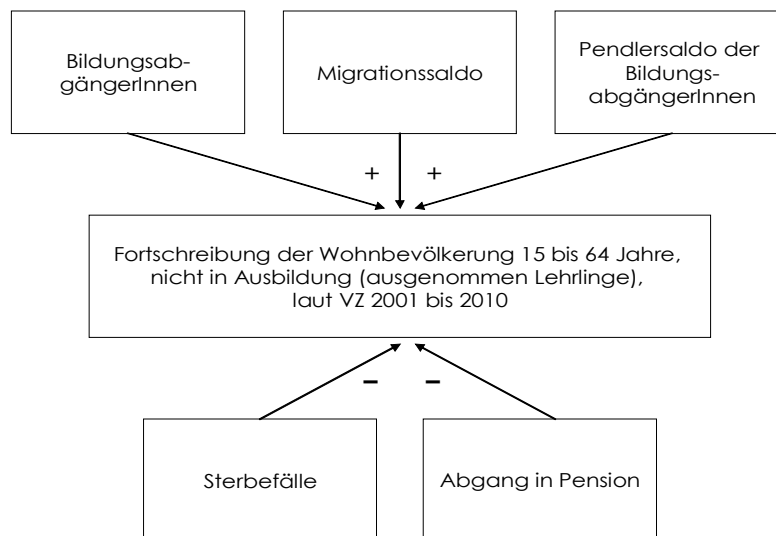 Bildungsab-
gängerInnen
Migrationssaldo
Pendlersaldo der
Bildungs-
abgängerInnen
+ +
Fortschreibung der Wohnbevölkerung 15 bis 64 Jahre,
nicht in Ausbildung (ausgenommen Lehrlinge),
laut VZ 2001 bis 2010
– –
Sterbefälle
Abgang in Pension